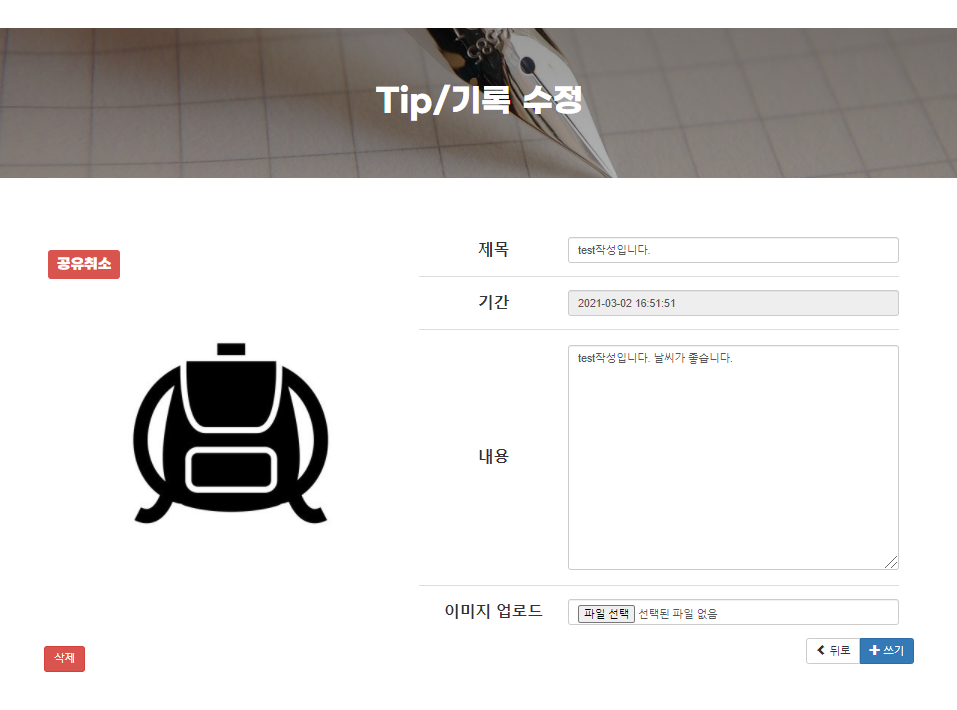 Tip/기록 수정
공유취소
제목
test작성입니다.
기간
2021-03-02 16:51:51
내용
test작성입니다. 날씨가 좋습니다.
이미지 업로드
파일 선택 선택된 파일 없음
삭제
뒤로
쓰기